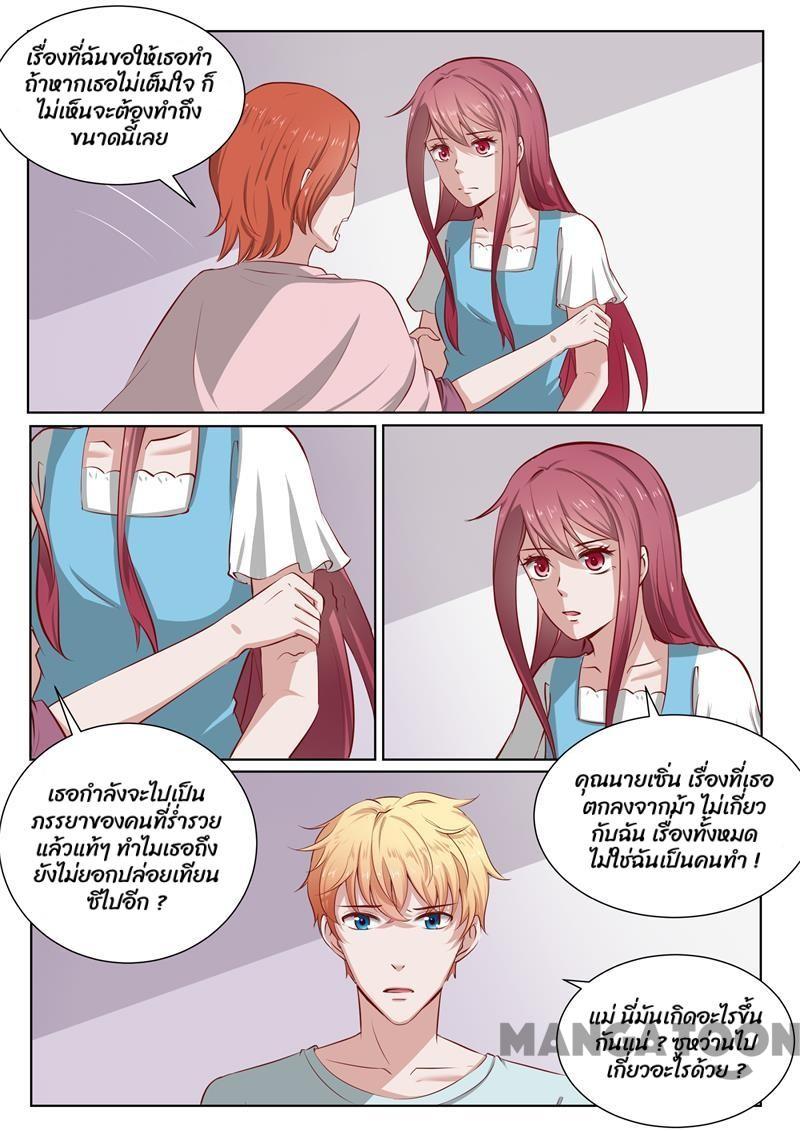 เรื่องที่ฉันขอให้เธอทำ
ถ้าหากเธอไม่เต็มใจ ก็
ไม่เห็นจะต้องทำถึง
ขนาดนี้เลย
เธอกำลังจะไปเป็น
ภรรยาของคนที่ร่ำรวย
แล้วแท้ๆ ทำไมเธอถึง
ยังไม่ยอกปล่อยเทียน
ซีไปอีก ?
คุณนายเซิ่น เรื่องที่เธอ
ตกลงจากม้า ไม่เกี่ยว
กับฉัน เรื่องทั้งหมด
ไม่ใช่ฉันเป็นคนทำ !
แม่ นี่มันเกิดอะไรขึ้น
กันแน่ ? ซูหว่านไป
เกี่ยวอะไรด้วย ?
MANGATOON